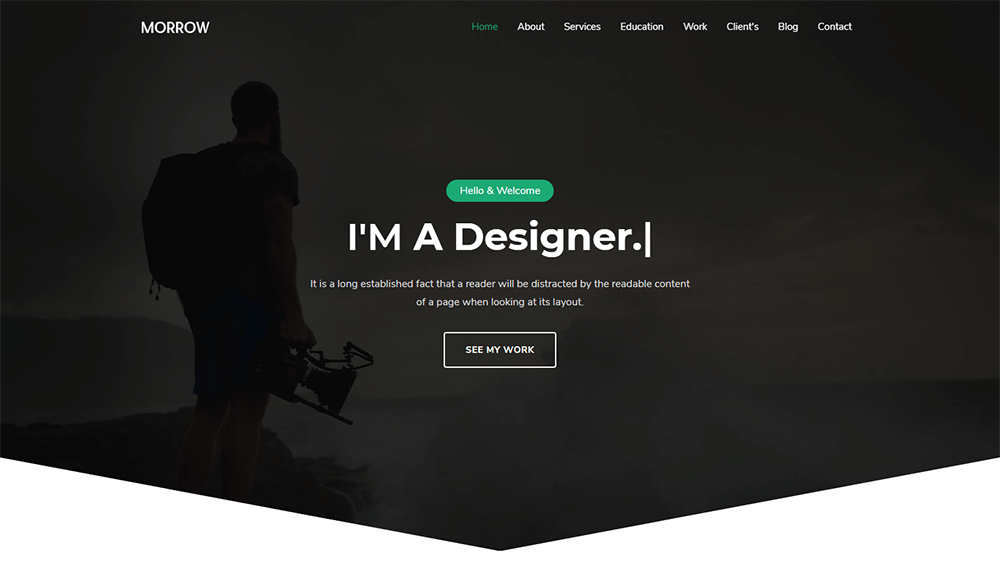 MORROW
Home About Services Education Work Client's Blog Contact
Hello & Welcome
I'M A Designer.|
It is a long established fact that a reader will be distracted by the readable content
of a page when looking at its layout.
SEE MY WORK